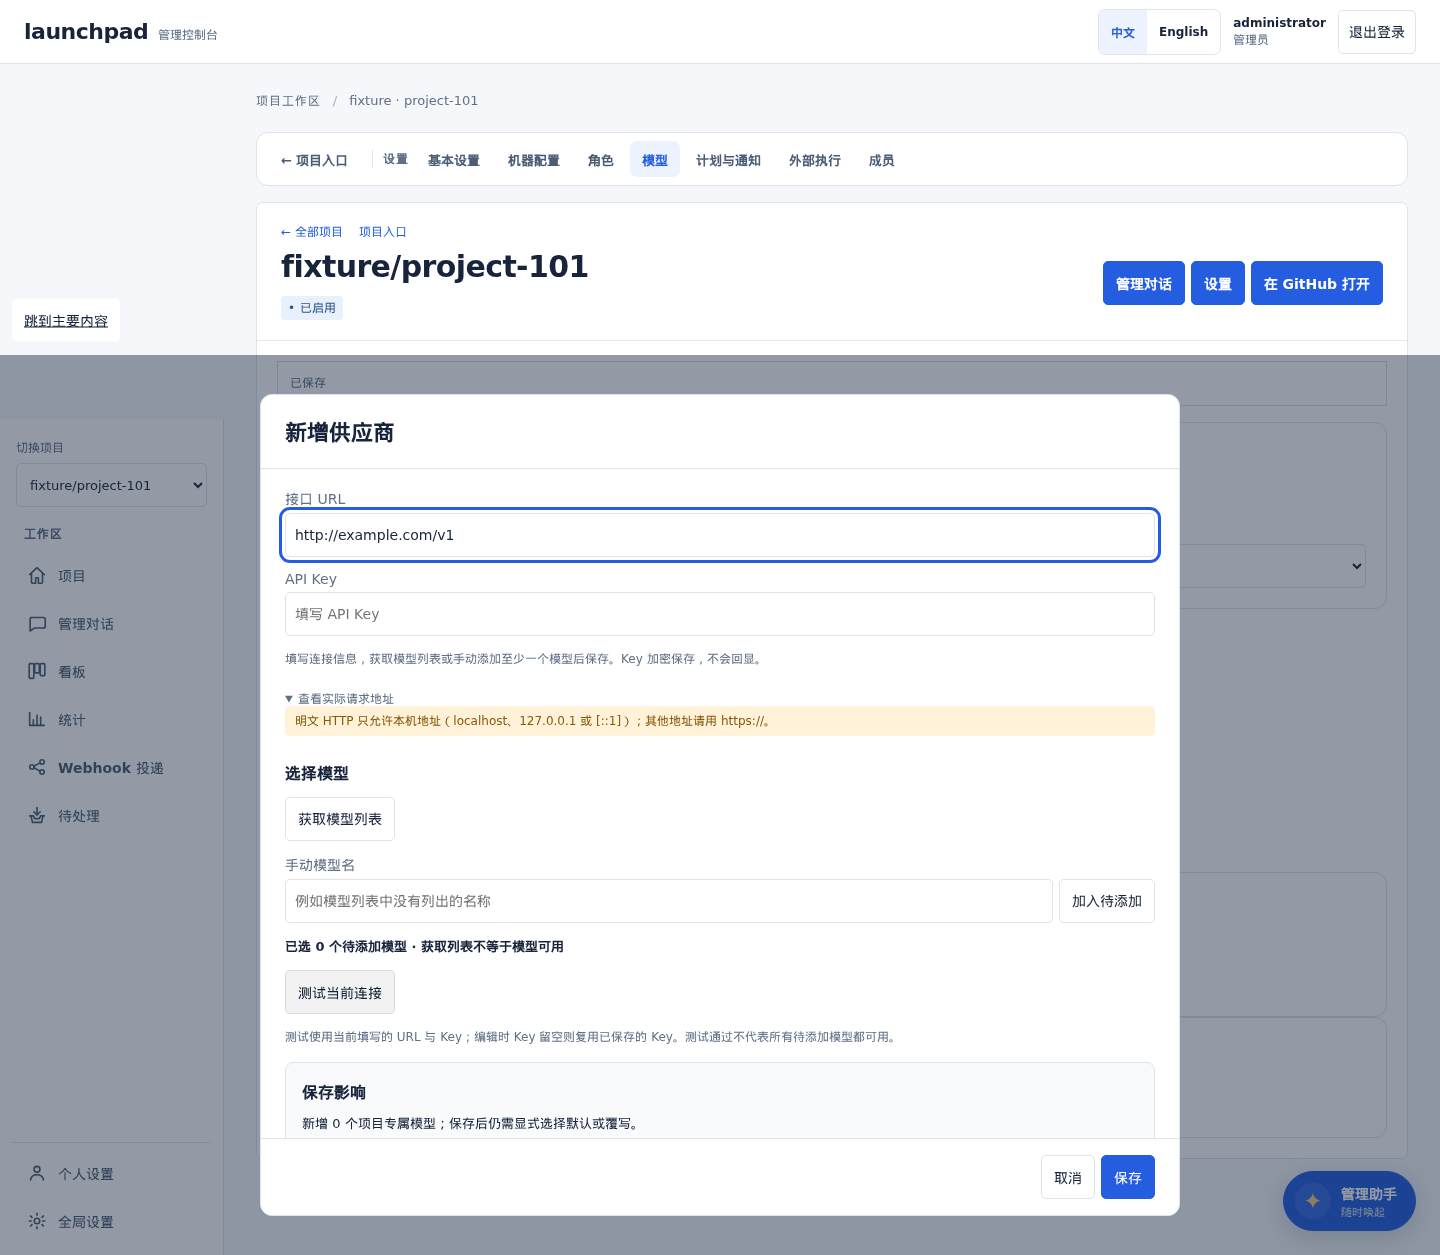 launchpad 管理控制台
中文 English
administrator
管理员
退出登录
项目工作区 / fixture · project-101
← 项目入口 设置 基本设置 机器配置 角色 模型 计划与通知 外部执行 成员
← 全部项目 项目入口
fixture/project-101
• 已启用
管理对话 设置 在 GitHub 打开
跳到主要内容
已保存
切换项目
fixture/project-101
工作区
项目
管理对话
看板
统计
Webhook 投递
待处理
个人设置
全局设置
新增供应商
接口 URL
http://example.com/v1
API Key
填写 API Key
填写连接信息，获取模型列表或手动添加至少一个模型后保存。Key 加密保存，不会回显。
▼ 查看实际请求地址
明文 HTTP 只允许本机地址（localhost、127.0.0.1 或 [::1]）；其他地址请用 https://。
选择模型
获取模型列表
手动模型名
例如模型列表中没有列出的名称
加入待添加
已选 0 个待添加模型 · 获取列表不等于模型可用
测试当前连接
测试使用当前填写的 URL 与 Key；编辑时 Key 留空则复用已保存的 Key。测试通过不代表所有待添加模型都可用。
保存影响
新增 0 个项目专属模型；保存后仍需显式选择默认或覆写。
取消 保存
管理助手
随时唤起